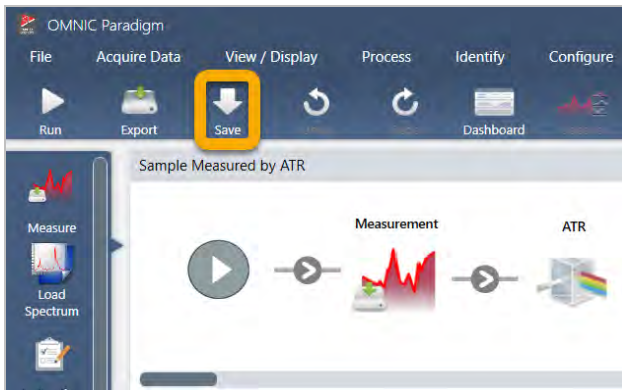 OMNIC Paradigm
File Acquire Data View / Display Process Identify Configure
Run Export Save Dashboard
Sample Measured by ATR
Measure
Measurement ATR
Load
Spectrum